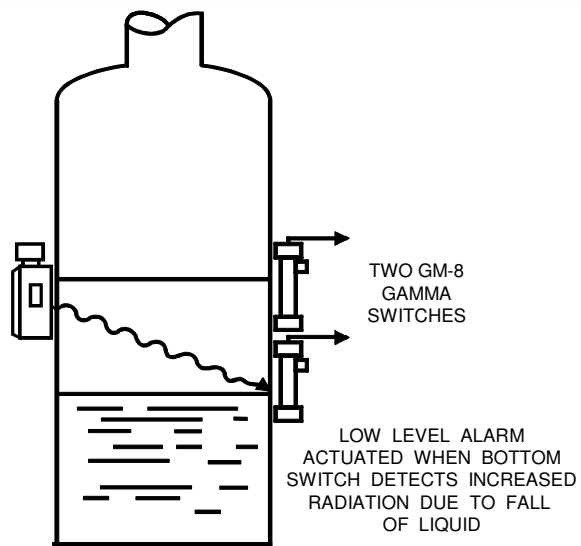 TWO GM-8
GAMMA
SWITCHES
LOW LEVEL ALARM
ACTUATED WHEN BOTTOM
SWITCH DETECTS INCREASED
RADIATION DUE TO FALL
OF LIQUID